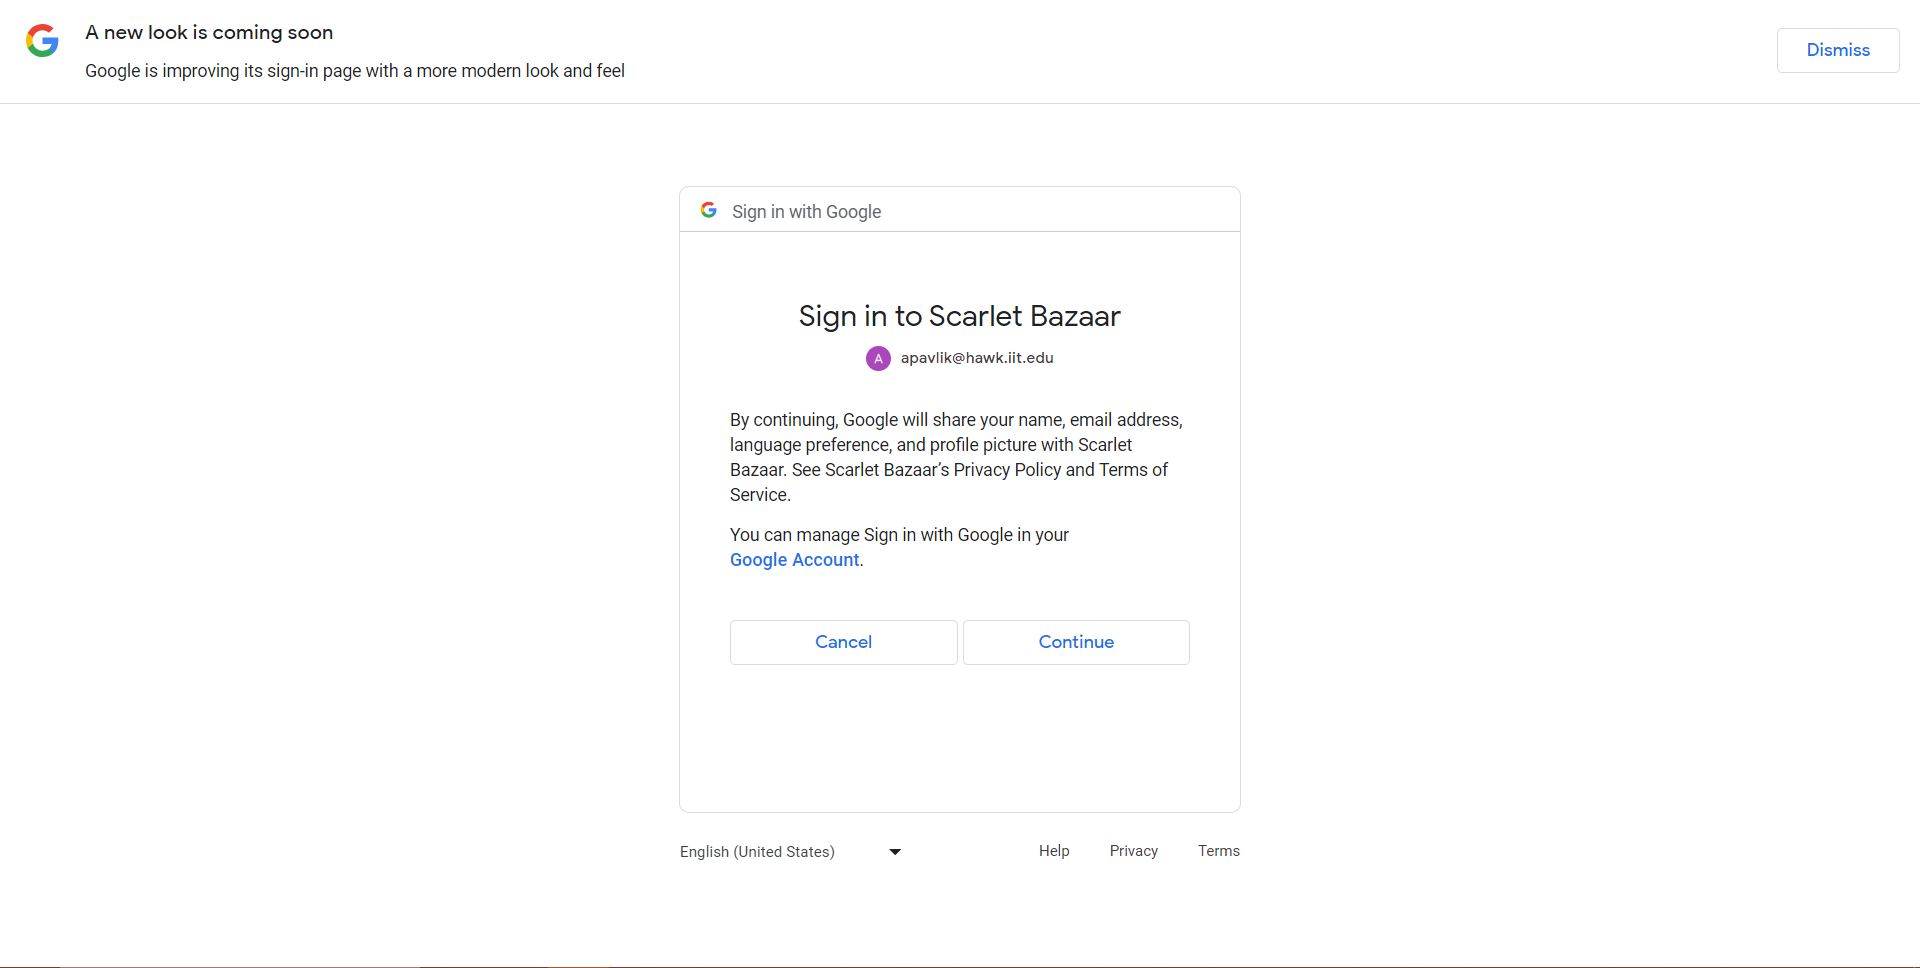 A new look is coming soon
Google is improving its sign-in page with a more modern look and feel
Dismiss
Sign in with Google
Sign in to Scarlet Bazaar
A apavlik@hawk.iit.edu
By continuing, Google will share your name, email address,
language preference, and profile picture with Scarlet
Bazaar. See Scarlet Bazaar’s Privacy Policy and Terms of
Service.
You can manage Sign in with Google in your
Google Account.
Cancel Continue
English (United States) Help Privacy Terms